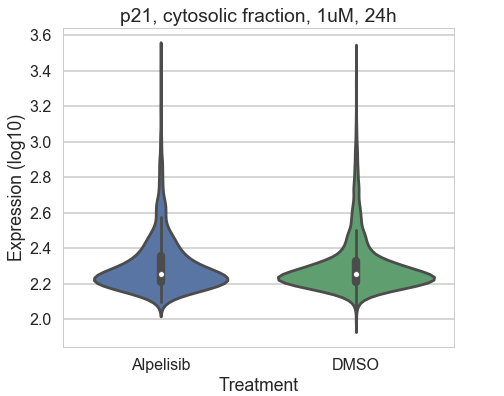 p21, cytosolic fraction, 1uM, 24h
Expression (log10)
3.6
3.4
3.2
3.0
2.8
2.6
2.4
2.2
2.0
Alpelisib
DMSO
Treatment